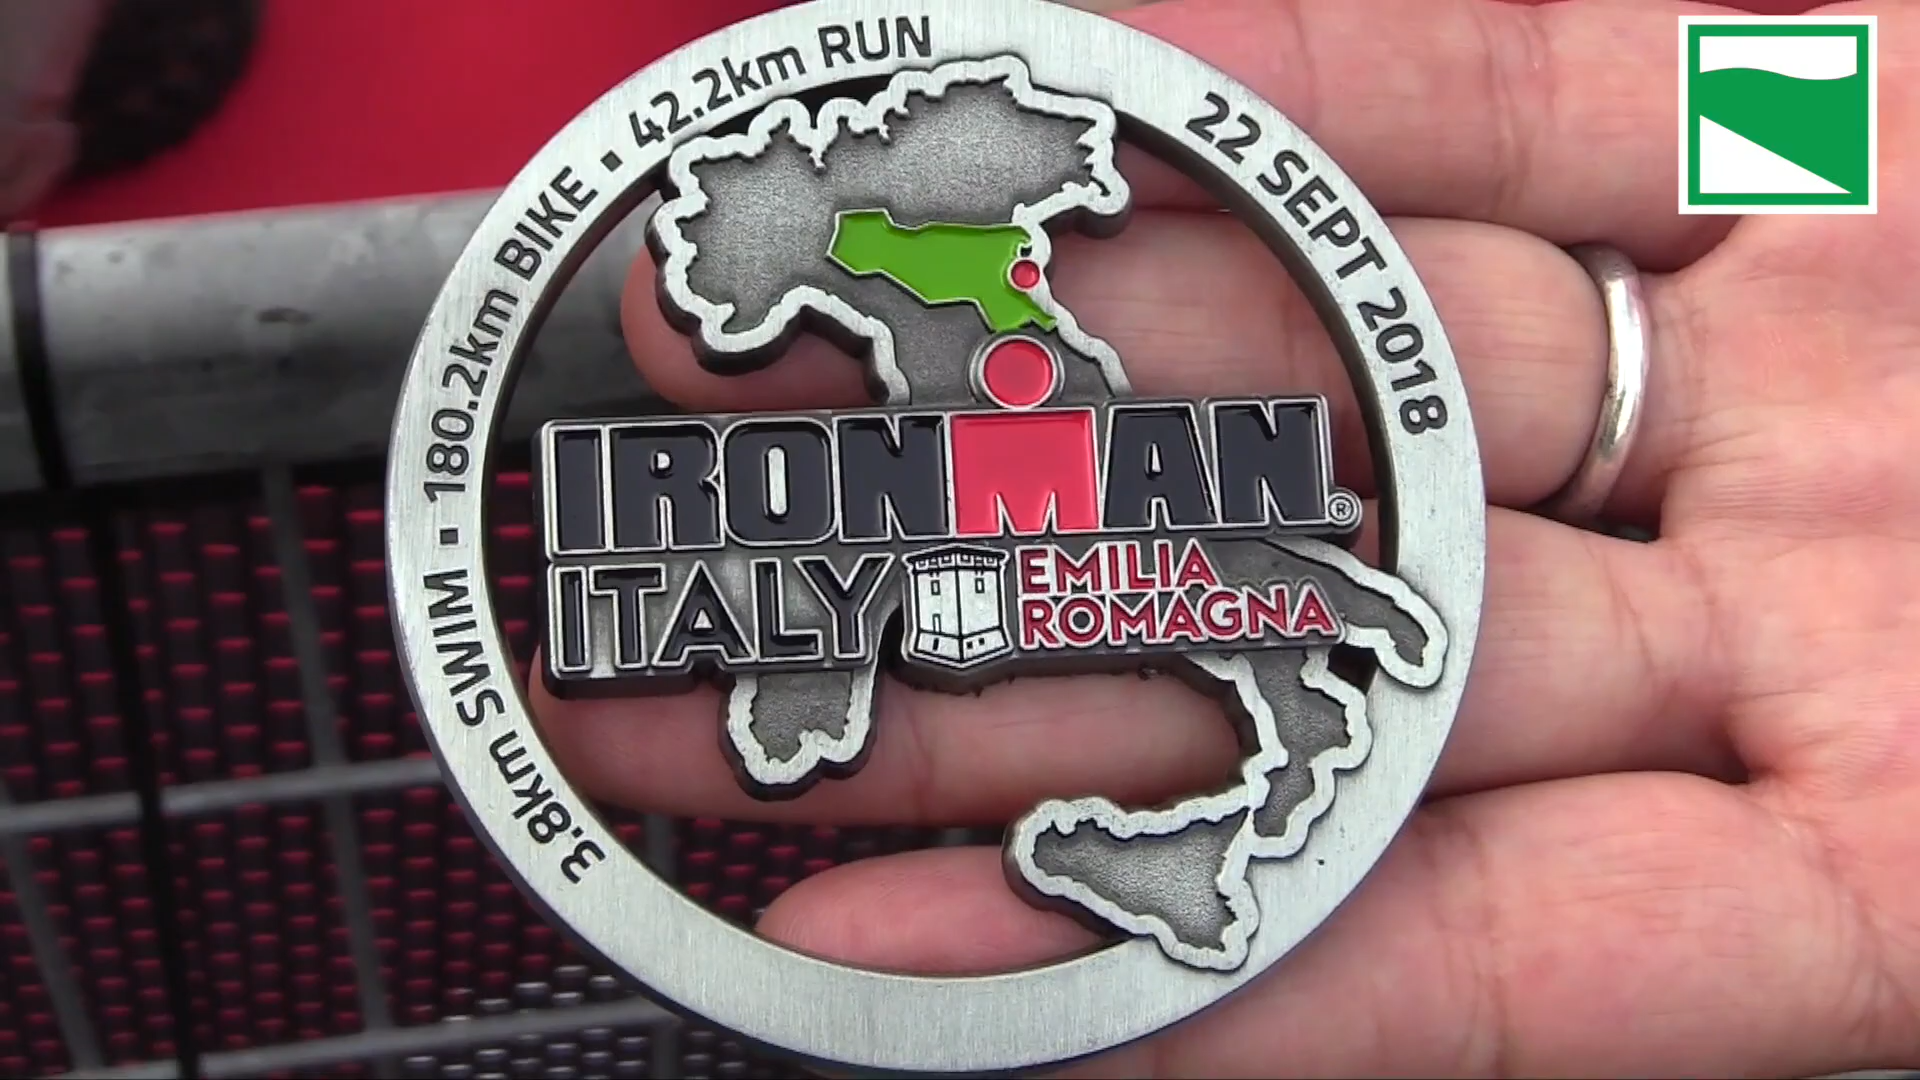 3.8km SWIM ▪ 180.2km BIKE ▪ 42.2km RUN
22 SEPT 2018
IRONMAN®
ITALY
EMILIA
ROMAGNA